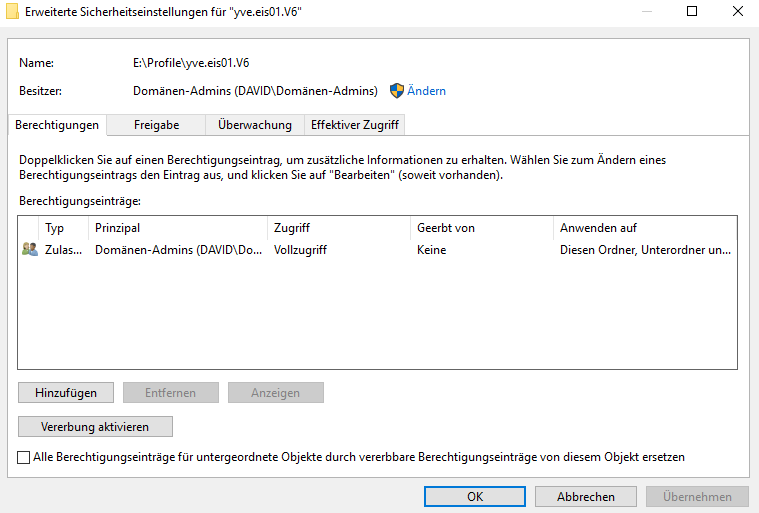 Erweiterte Sicherheitseinstellungen für "yve.eis01.V6"
Name: E:\Profile\yve.eis01.V6
Besitzer: Domänen-Admins (DAVID\Domänen-Admins) Ändern
Berechtigungen Freigabe Überwachung Effektiver Zugriff
Doppelklicken Sie auf einen Berechtigungseintrag, um zusätzliche Informationen zu erhalten. Wählen Sie zum Ändern eines
Berechtigungseintrags den Eintrag aus, und klicken Sie auf "Bearbeiten" (soweit vorhanden).
Berechtigungseinträge:
Typ Prinzipal Zugriff Geerbt von Anwenden auf
Zulas... Domänen-Admins (DAVID\Do... Vollzugriff Keine Diesen Ordner, Unterordner un...
Hinzufügen Entfernen Anzeigen
Vererbung aktivieren
Alle Berechtigungseinträge für untergeordnete Objekte durch vererbbare Berechtigungseinträge von diesem Objekt ersetzen
OK Abbrechen Übernehmen